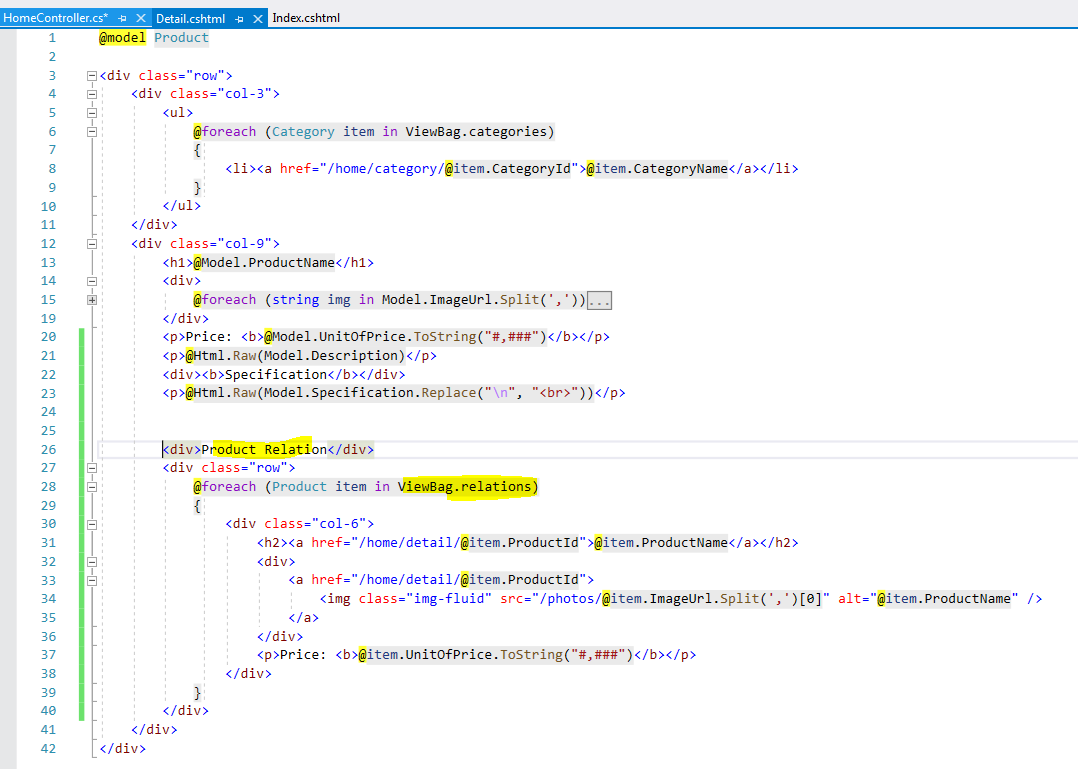 HomeController.cs* Detail.cshtml Index.cshtml
1 @model Product
2
3 <div class="row">
4 <div class="col-3">
5 <ul>
6 @foreach (Category item in ViewBag.categories)
7 {
8 <li><a href="/home/category/@item.CategoryId">@item.CategoryName</a></li>
9 }
10 </ul>
11 </div>
12 <div class="col-9">
13 <h1>@Model.ProductName</h1>
14 <div>
15 @foreach (string img in Model.ImageUrl.Split(','))...
19 </div>
20 <p>Price: <b>@Model.UnitOfPrice.ToString("#,###")</b></p>
21 <p>@Html.Raw(Model.Description)</p>
22 <div><b>Specification</b></div>
23 <p>@Html.Raw(Model.Specification.Replace("\n", "<br>"))</p>
24
25
26 <div>Product Relation</div>
27 <div class="row">
28 @foreach (Product item in ViewBag.relations)
29 {
30 <div class="col-6">
31 <h2><a href="/home/detail/@item.ProductId">@item.ProductName</a></h2>
32 <div>
33 <a href="/home/detail/@item.ProductId">
34 <img class="img-fluid" src="/photos/@item.ImageUrl.Split(',')[0]" alt="@item.ProductName" />
35 </a>
36 </div>
37 <p>Price: <b>@item.UnitOfPrice.ToString("#,###")</b></p>
38 </div>
39 }
40 </div>
41 </div>
42 </div>